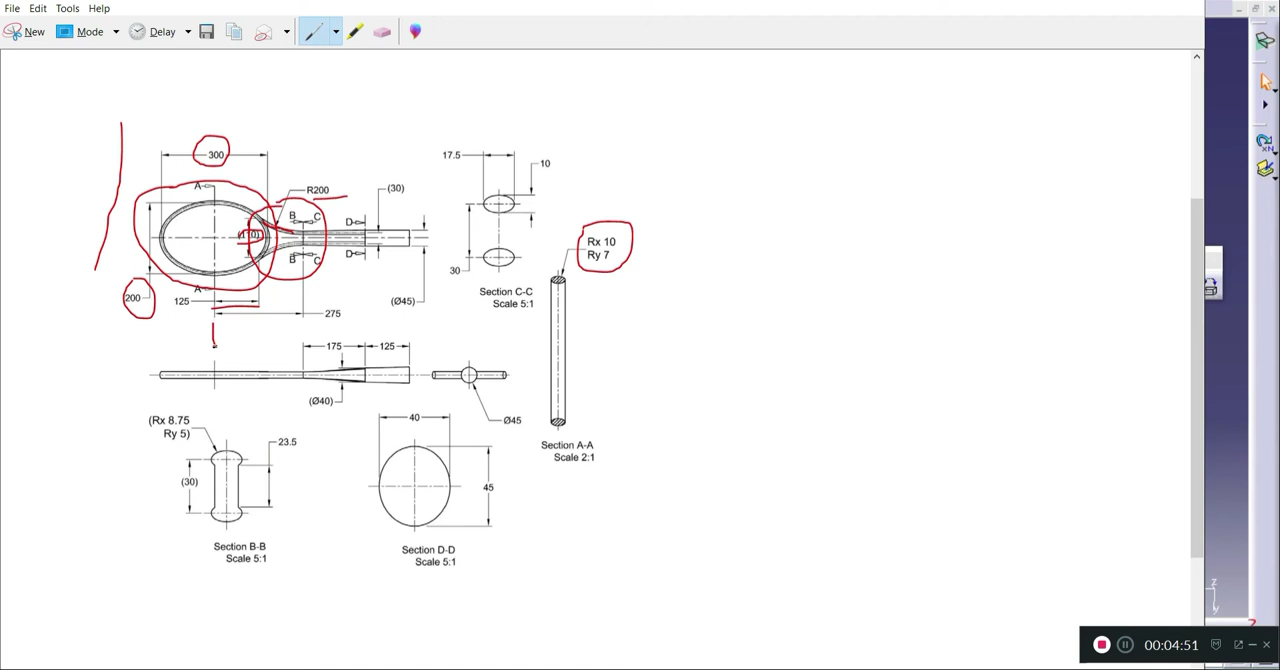 File Edit Tools Help
New Mode Delay
300
17.5
10
A
R200
(30)
B C
D
(110)
B C
D
Rx 10
Ry 7
30
200
125
275
(Ø45)
A
Section C-C
Scale 5:1
175
125
(Ø40)
Ø45
40
(Rx 8.75
Ry 5)
23.5
Section A-A
Scale 2:1
(30)
45
Section B-B
Scale 5:1
Section D-D
Scale 5:1
z
y
00:04:51